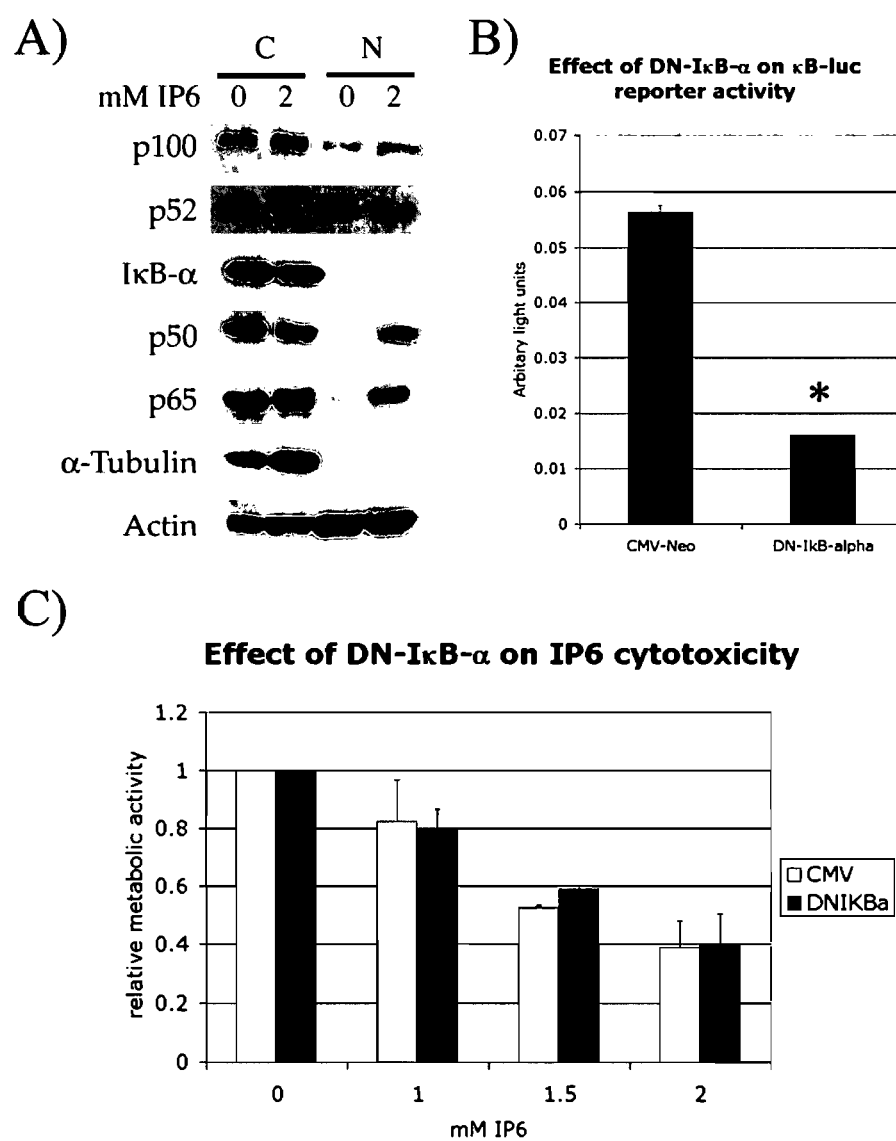 A)
C N
mM IP6 0 2 0 2
p100
p52
IκB-α
p50
p65
α-Tubulin
Actin
B)
Effect of DN-IκB-α on κB-luc
reporter activity
Arbitary light units
0.07
0.06
0.05
0.04
0.03
0.02
0.01
0
*
CMV-Neo DN-IkB-alpha
C)
Effect of DN-IκB-α on IP6 cytotoxicity
relative metabolic activity
1.2
1
0.8
0.6
0.4
0.2
0
0 1 1.5 2
mM IP6
CMV
DNIKBa